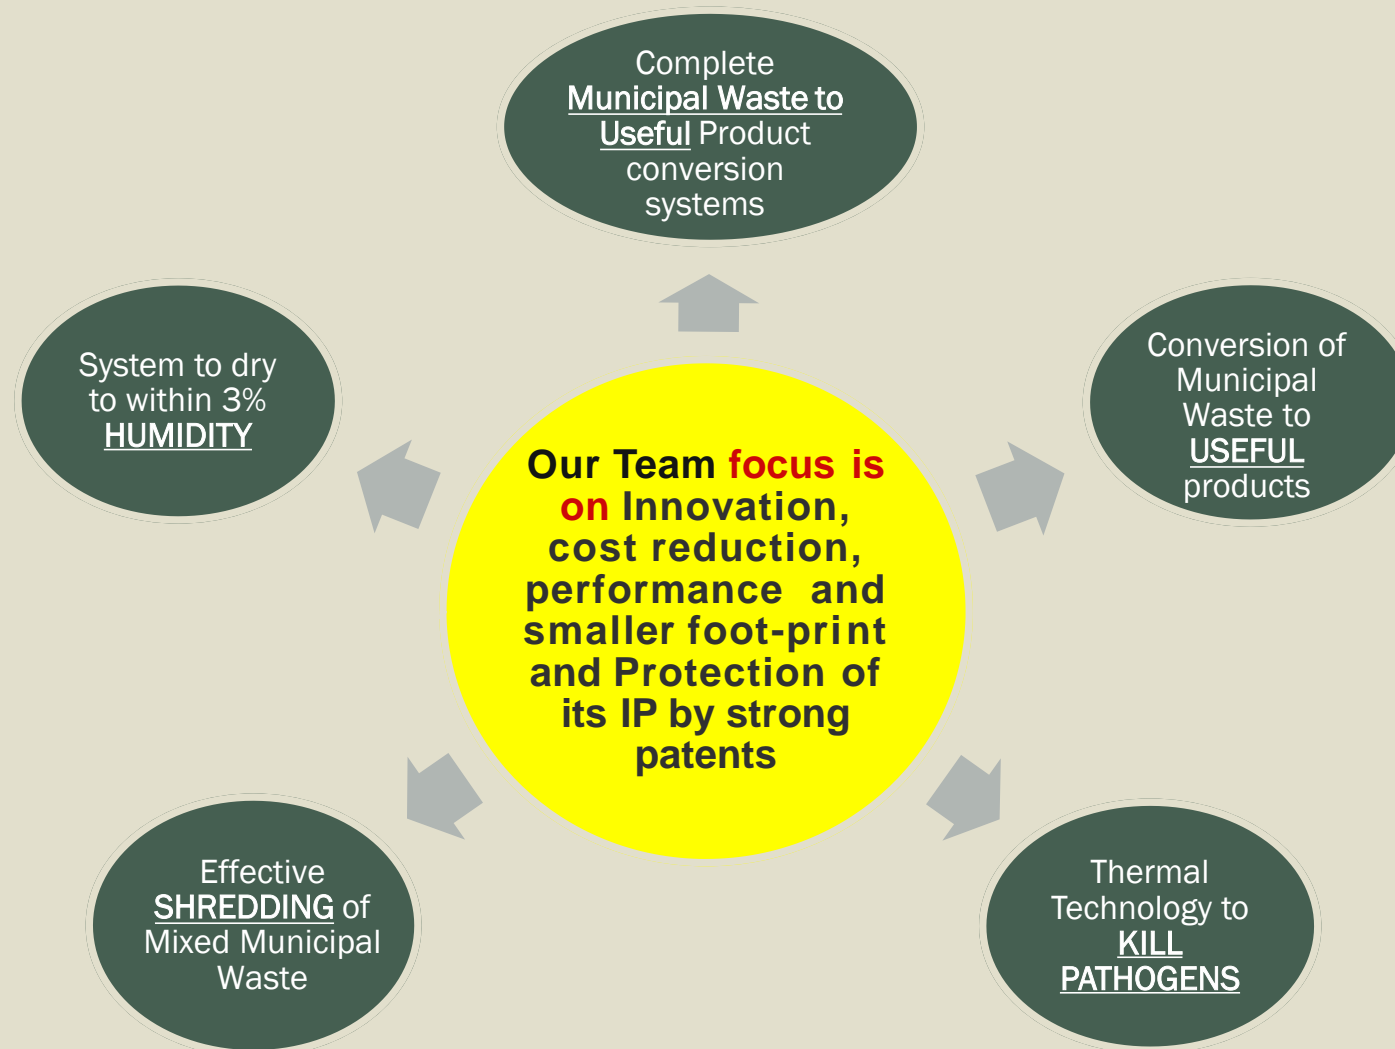 Complete
Municipal Waste to
Useful Product
conversion
systems
System to dry
to within 3%
HUMIDITY
Conversion of
Municipal
Waste to
USEFUL
products
Our Team focus is
on Innovation,
cost reduction,
performance and
smaller foot-print
and Protection of
its IP by strong
patents
Effective
SHREDDING of
Mixed Municipal
Waste
Thermal
Technology to
KILL
PATHOGENS